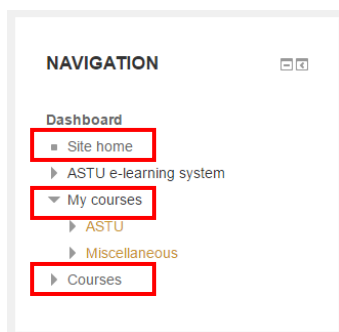 NAVIGATION
Dashboard
Site home
ASTU e-learning system
My courses
ASTU
Miscellaneous
Courses